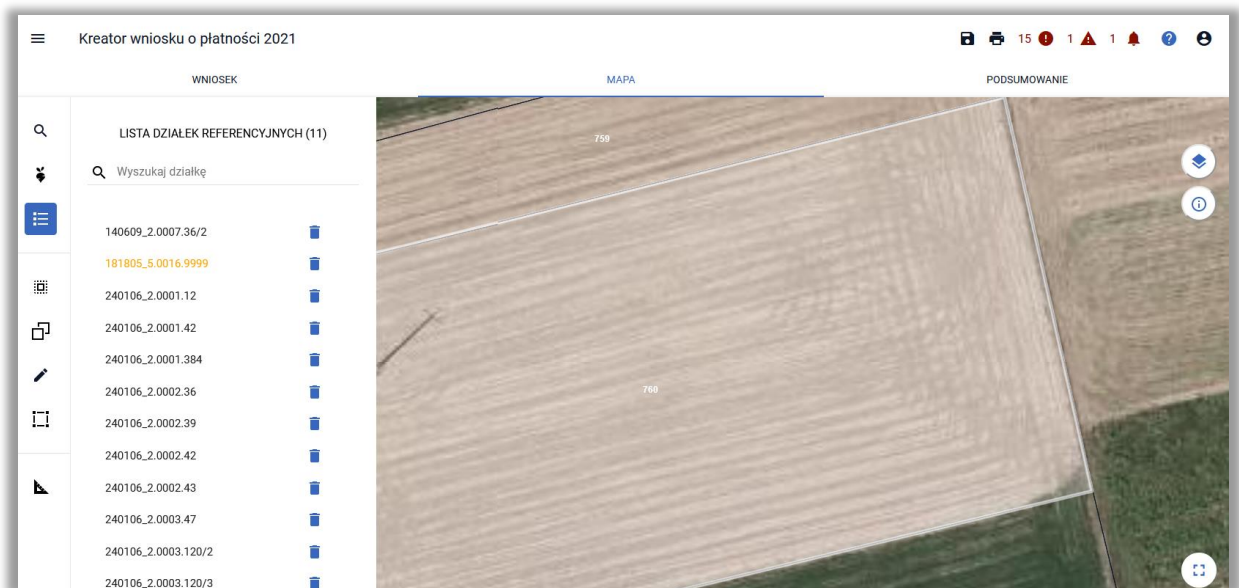 Kreator wniosku o płatności 2021
15 1 1
WNIOSEK MAPA PODSUMOWANIE
LISTA DZIAŁEK REFERENCYJNYCH (11)
Wyszukaj działkę
140609_2.0007.36/2
181805_5.0016.9999
240106_2.0001.12
240106_2.0001.42
240106_2.0001.384
240106_2.0002.36
240106_2.0002.39
240106_2.0002.42
240106_2.0002.43
240106_2.0003.47
240106_2.0003.120/2
240106_2.0003.120/3
759
760